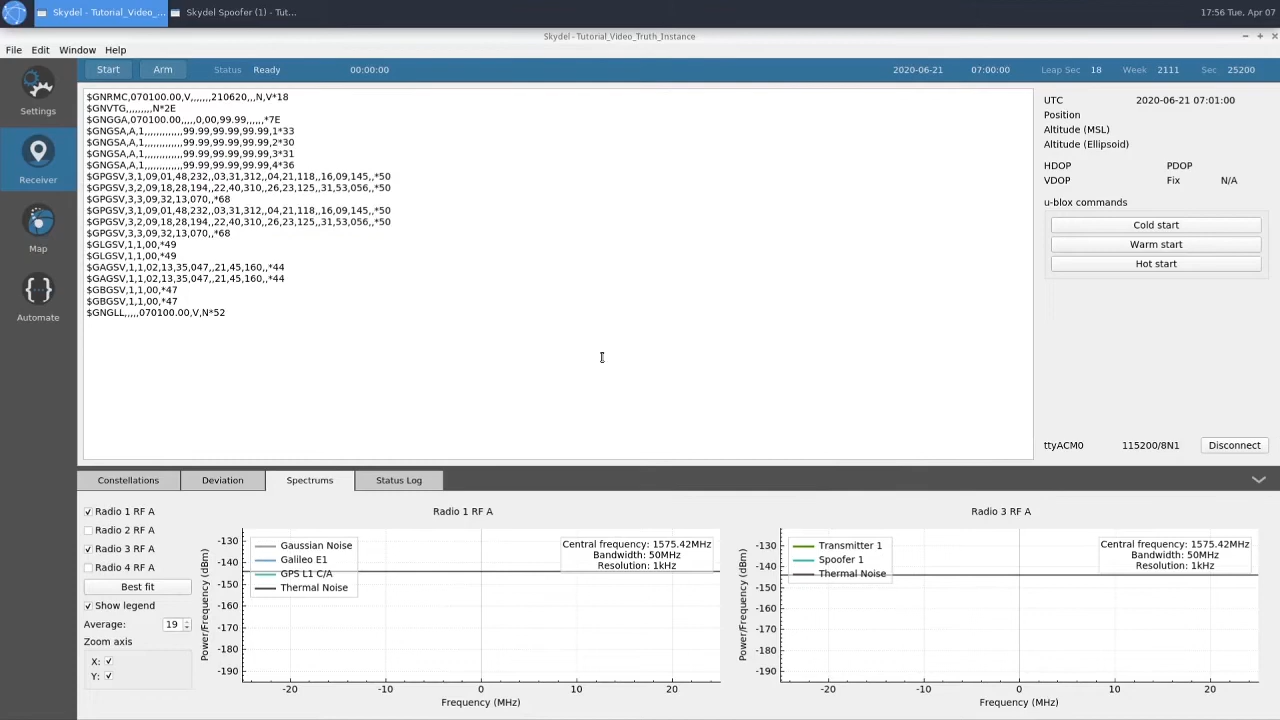 Skydel - Tutorial_Video_... Skydel Spoofer (1) - Tut... 17:56 Tue, Apr 07
Skydel - Tutorial_Video_Truth_Instance
File Edit Window Help
Start Arm Status Ready 00:00:00 2020-06-21 07:00:00 Leap Sec 18 Week 2111 Sec 25200
Settings
Receiver
Map
Automate
$GNRMC,070100.00,V,,,,,,,210620,,,N,V*18
$GNVTG,,,,,,,,,N*2E
$GNGGA,070100.00,,,,,0,00,99.99,,,,,,*7E
$GNGSA,A,1,,,,,,,,,,,,,99.99,99.99,99.99,1*33
$GNGSA,A,1,,,,,,,,,,,,,99.99,99.99,99.99,2*30
$GNGSA,A,1,,,,,,,,,,,,,99.99,99.99,99.99,3*31
$GNGSA,A,1,,,,,,,,,,,,,99.99,99.99,99.99,4*36
$GPGSV,3,1,09,01,48,232,,03,31,312,,04,21,118,,16,09,145,,*50
$GPGSV,3,2,09,18,28,194,,22,40,310,,26,23,125,,31,53,056,,*50
$GPGSV,3,3,09,32,13,070,,*68
$GPGSV,3,1,09,01,48,232,,03,31,312,,04,21,118,,16,09,145,,*50
$GPGSV,3,2,09,18,28,194,,22,40,310,,26,23,125,,31,53,056,,*50
$GPGSV,3,3,09,32,13,070,,*68
$GLGSV,1,1,00,*49
$GLGSV,1,1,00,*49
$GAGSV,1,1,02,13,35,047,,21,45,160,,*44
$GAGSV,1,1,02,13,35,047,,21,45,160,,*44
$GBGSV,1,1,00,*47
$GBGSV,1,1,00,*47
$GNGLL,,,,,070100.00,V,N*52
UTC 2020-06-21 07:01:00
Position
Altitude (MSL)
Altitude (Ellipsoid)
HDOP PDOP
VDOP Fix N/A
u-blox commands
Cold start
Warm start
Hot start
ttyACM0 115200/8N1 Disconnect
Constellations Deviation Spectrums Status Log
Radio 1 RF A
Radio 2 RF A
Radio 3 RF A
Radio 4 RF A
Best fit
Show legend
Average: 19
Zoom axis
X:
Y:
Radio 1 RF A
Power/Frequency (dBm)
-130
-150
-160
-170
-180
-190
Gaussian Noise
Galileo E1
GPS L1 C/A
Thermal Noise
Central frequency: 1575.42MHz
Bandwidth: 50MHz
Resolution: 1kHz
-20 -10 0 10 20
Frequency (MHz)
Radio 3 RF A
Power/Frequency (dBm)
-130
-150
-160
-170
-180
-190
Transmitter 1
Spoofer 1
Thermal Noise
Central frequency: 1575.42MHz
Bandwidth: 50MHz
Resolution: 1kHz
-20 -10 0 10 20
Frequency (MHz)